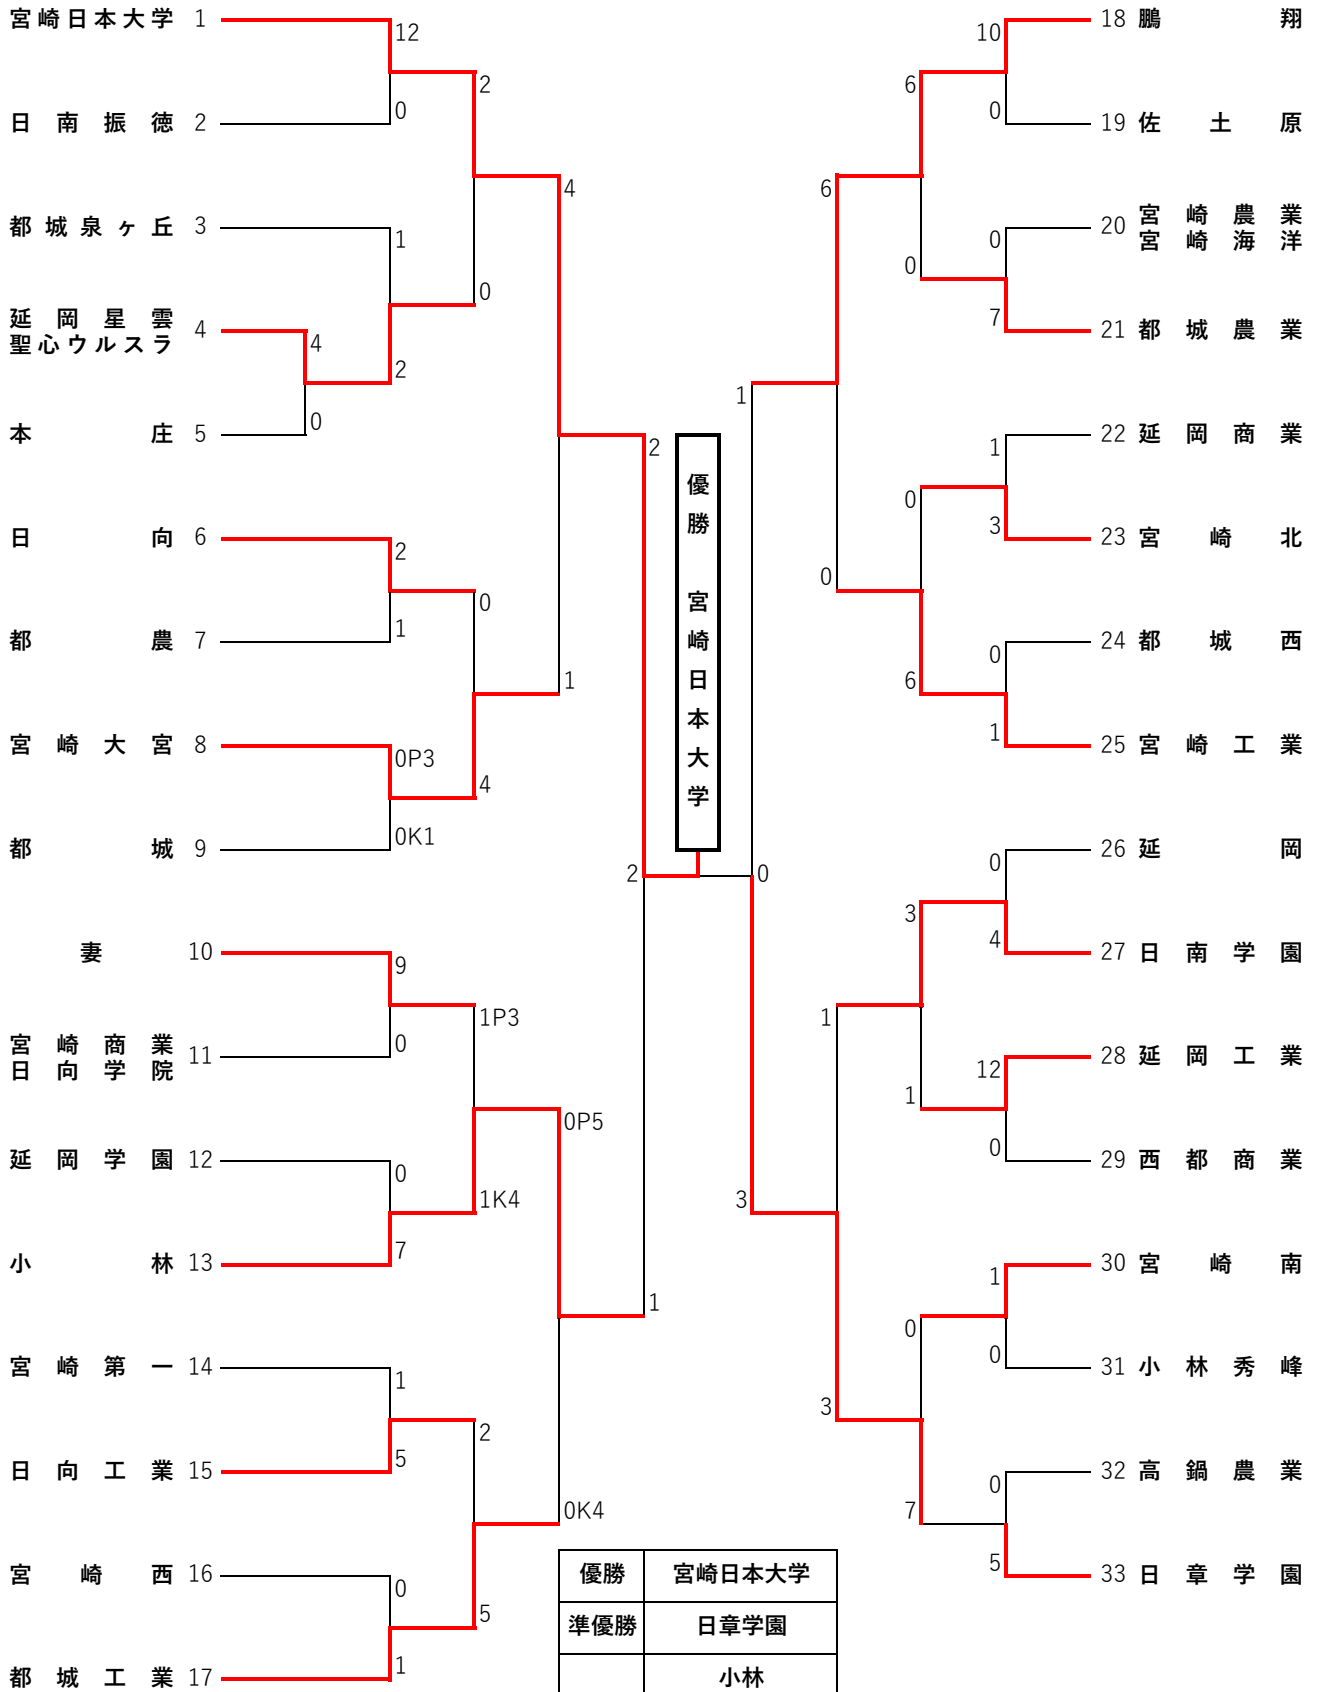 宮崎日本大学 1
12
日南振徳 2
0
2
都城泉ヶ丘 3
1
延岡星雲
聖心ウルスラ 4
4
本庄 5
0
2
0
4
日向 6
2
都農 7
1
0
宮崎大宮 8
0P3
都城 9
0K1
4
1
2
妻 10
9
宮崎商業
日向学院 11
0
1P3
延岡学園 12
0
小林 13
7
1K4
0P5
宮崎第一 14
1
日向工業 15
5
2
宮崎西 16
0
都城工業 17
1
5
0K4
1
2
優勝 宮崎日本大学
0
18 鵬翔
10
19 佐土原
0
6
20 宮崎農業
宮崎海洋
0
21 都城農業
7
0
6
22 延岡商業
1
23 宮崎北
3
0
24 都城西
0
25 宮崎工業
1
6
0
1
26 延岡
0
27 日南学園
4
3
28 延岡工業
12
29 西都商業
0
1
1
30 宮崎南
1
31 小林秀峰
0
0
32 高鍋農業
0
33 日章学園
5
7
3
3
優勝 宮崎日本大学
準優勝 日章学園
小林